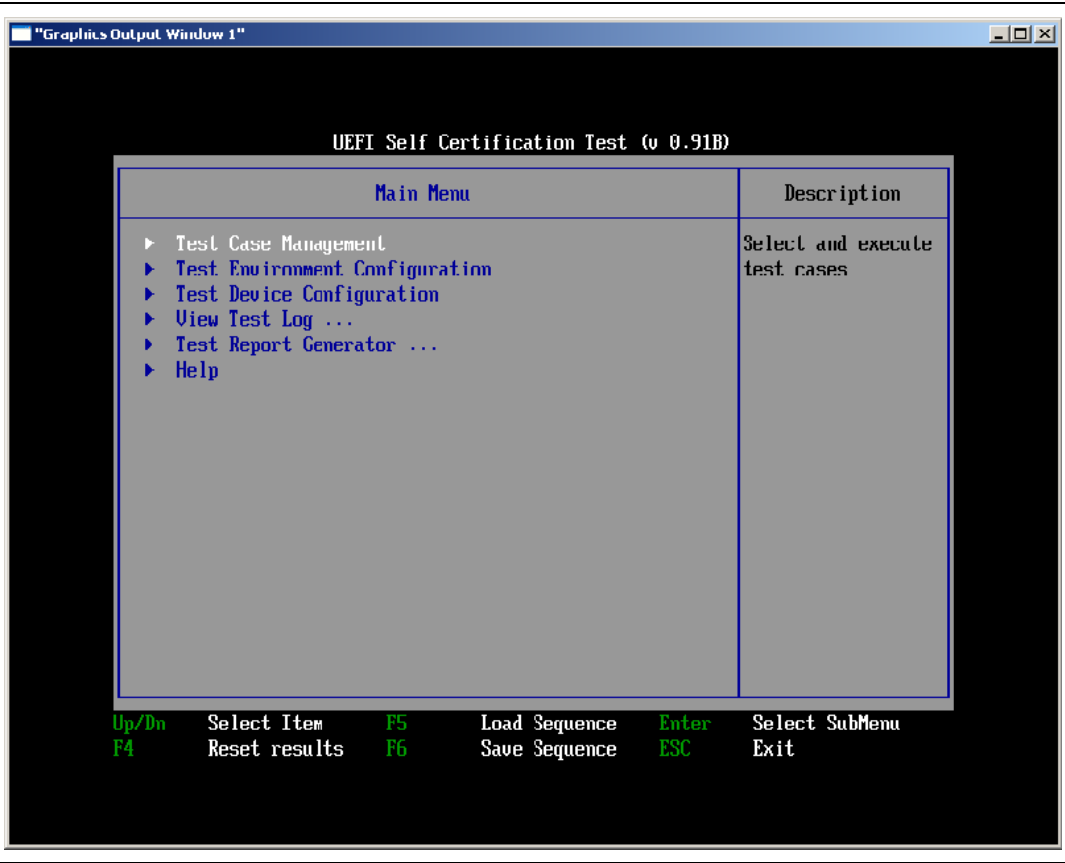 "Graphics Output Window 1"
UEFI Self Certification Test (v 0.91B)
Main Menu
Description
Test Case Management
Test Environment Configuration
Test Device Configuration
View Test Log ...
Test Report Generator ...
Help
Select and execute
test cases
Up/Dn Select Item F5 Load Sequence Enter Select SubMenu
F4 Reset results F6 Save Sequence ESC Exit